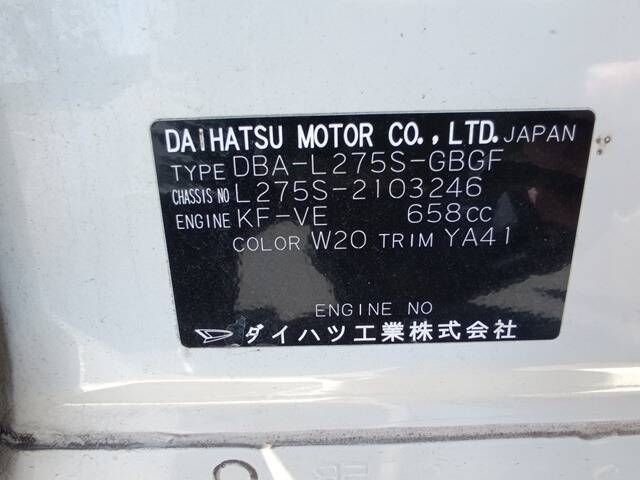 DAIHATSU MOTOR CO.,LTD. JAPAN
TYPE DBA-L275S-GBGF
CHASSIS NO L275S-2103246
ENGINE KF-VE 658CC
COLOR W20 TRIM YA41
ENGINE NO
ダイハツ工業株式会社